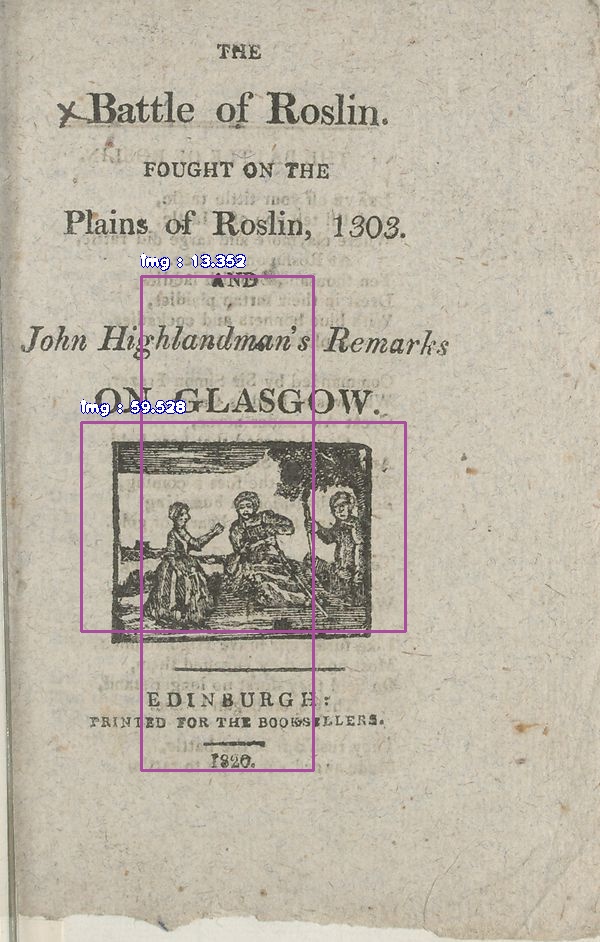 THE
Battle of Roslin.
FOUGHT ON THE
Plains of Roslin, 1303.
img : 13.352
AND
John Highlandman's Remarks
ON GLASGOW.
img : 59.528
EDINBURGH:
PRINTED FOR THE BOOKSELLERS.
1820.